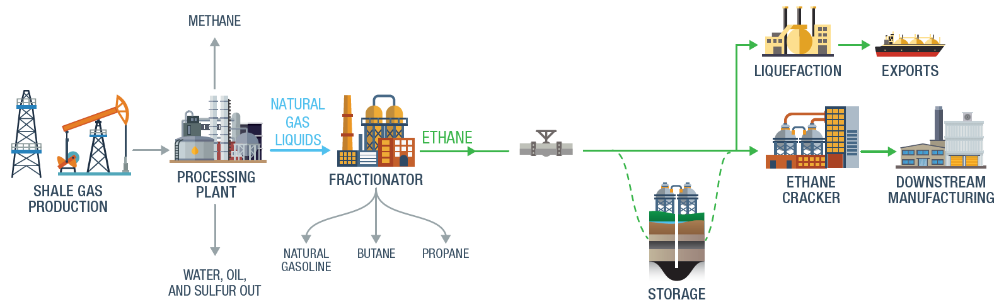 METHANE
SHALE GAS
PRODUCTION
PROCESSING
PLANT
WATER, OIL,
AND SULFUR OUT
NATURAL
GAS
LIQUIDS
FRACTIONATOR
NATURAL
GASOLINE
BUTANE
PROPANE
ETHANE
STORAGE
LIQUEFACTION
EXPORTS
ETHANE
CRACKER
DOWNSTREAM
MANUFACTURING